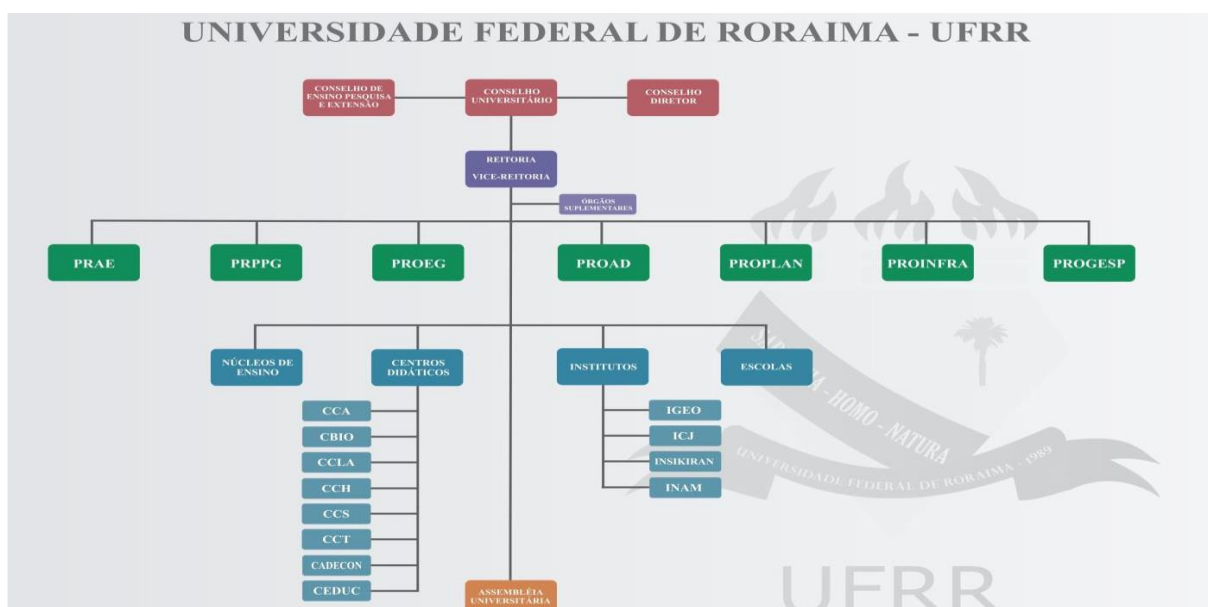 UNIVERSIDADE FEDERAL DE RORAIMA - UFRR
CONSELHO DE
ENSINO PESQUISA
E EXTENSÃO
CONSELHO
UNIVERSITÁRIO
CONSELHO
DIRETOR
REITORIA
VICE-REITORIA
ÓRGÃOS
SUPLEMENTARES
PRAE
PRPPG
PROEG
PROAD
PROPLAN
PROINFRA
PROGESP
NÚCLEOS DE
ENSINO
CENTROS
DIDÁTICOS
INSTITUTOS
ESCOLAS
CCA
CBIO
CCLA
CCH
CCS
CCT
CADECON
CEDUC
IGEO
ICJ
INSIKIRAN
INAM
ASSEMBLÉIA
UNIVERSITÁRIA
- HOMO - NATURA
UNIVERSIDADE FEDERAL DE RORAIMA - 1989
UFRR